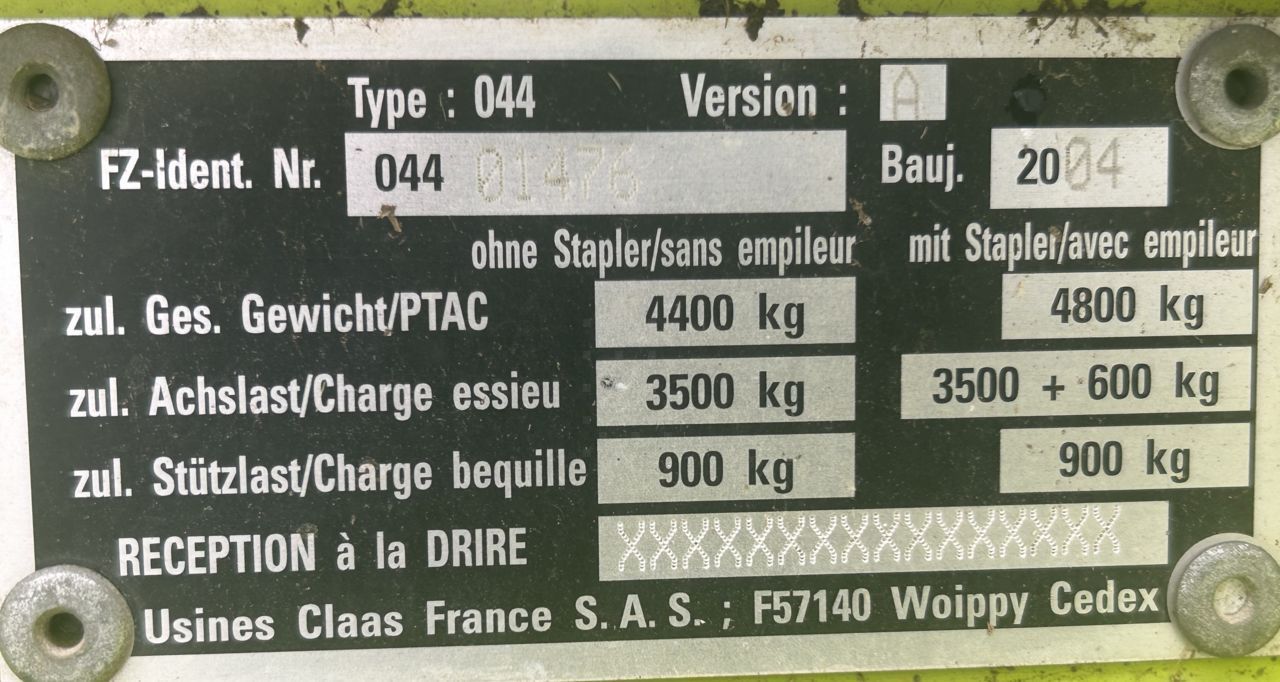 Type : 044 Version : A
FZ-Ident. Nr. 044 01476 Bauj. 2004
ohne Stapler/sans empileur mit Stapler/avec empileur
zul. Ges. Gewicht/PTAC 4400 kg 4800 kg
zul. Achslast/Charge essieu 3500 kg 3500 + 600 kg
zul. Stützlast/Charge bequille 900 kg 900 kg
RECEPTION à la DRIRE XXXXXXXXXXXXXXXX
Usines Claas France S.A.S. ; F57140 Woippy Cedex